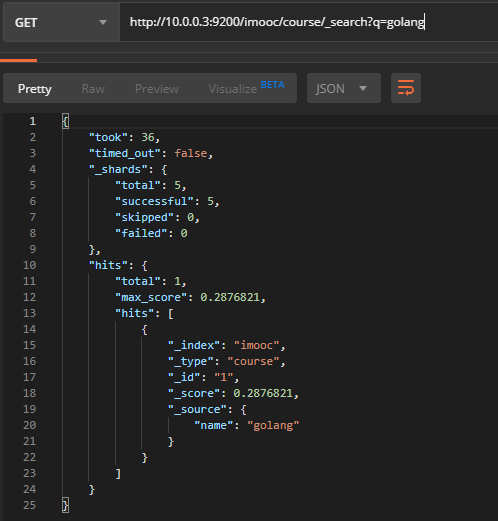 GET http://10.0.0.3:9200/imooc/course/_search?q=golang
Pretty Raw Preview Visualize BETA JSON
1 {
2 "took": 36,
3 "timed_out": false,
4 "_shards": {
5 "total": 5,
6 "successful": 5,
7 "skipped": 0,
8 "failed": 0
9 },
10 "hits": {
11 "total": 1,
12 "max_score": 0.2876821,
13 "hits": [
14 {
15 "_index": "imooc",
16 "_type": "course",
17 "_id": "1",
18 "_score": 0.2876821,
19 "_source": {
20 "name": "golang"
21 }
22 }
23 ]
24 }
25 }